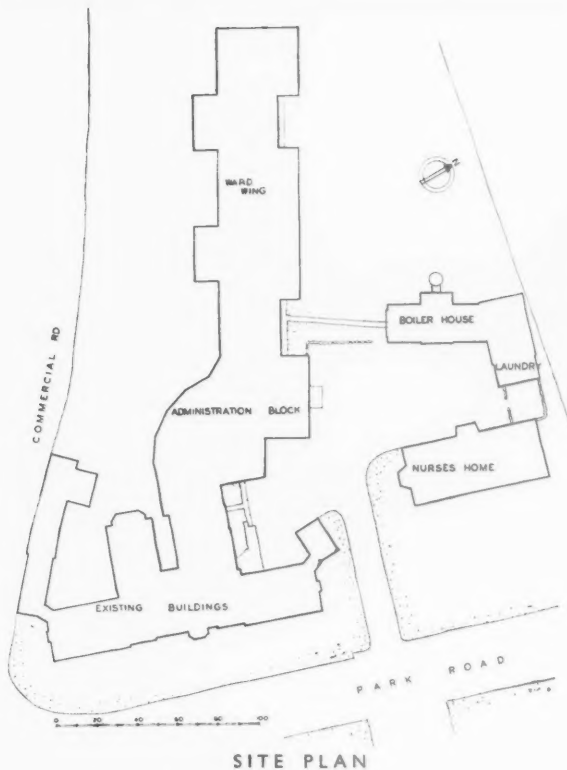 WARD
WING
N
BOILER HOUSE
LAUNDRY
COMMERCIAL RD
ADMINISTRATION BLOCK
NURSES HOME
EXISTING BUILDINGS
PARK ROAD
0 20 40 60 80 100
SITE PLAN